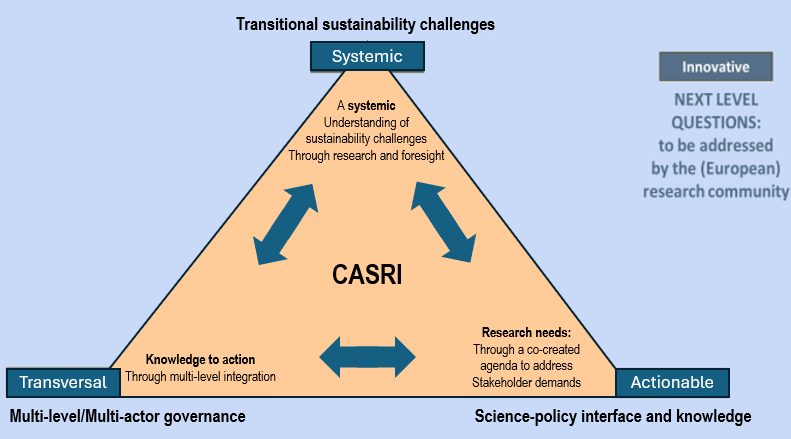 Transitional sustainability challenges
Systemic
Innovative
NEXT LEVEL
QUESTIONS:
to be addressed
by the (European)
research community
A systemic
Understanding of
sustainability challenges
Through research and foresight
CASRI
Knowledge to action
Through multi-level integration
Research needs:
Through a co-created
agenda to address
Stakeholder demands
Transversal
Actionable
Multi-level/Multi-actor governance
Science-policy interface and knowledge